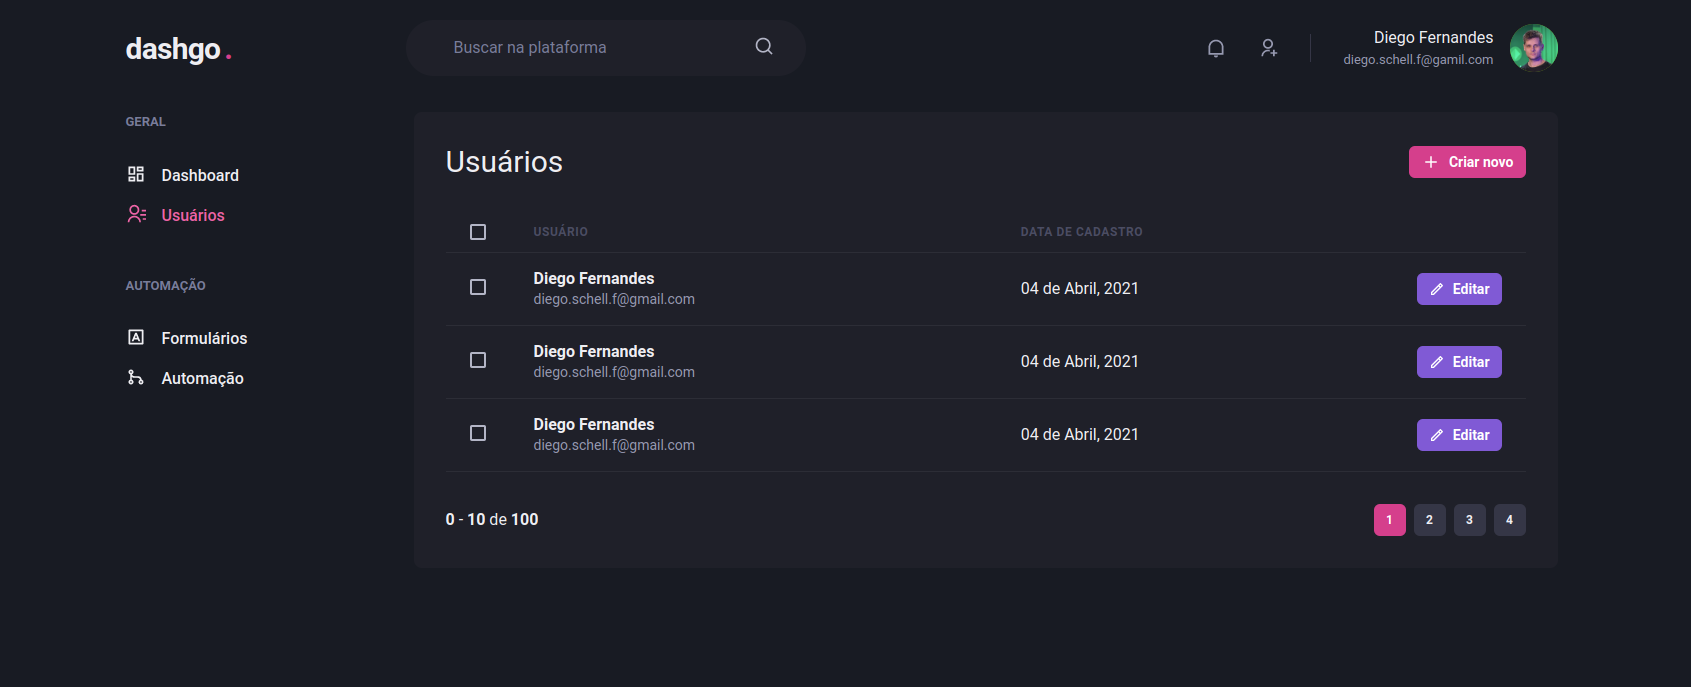 dashgo.
Buscar na plataforma
Diego Fernandes
diego.schell.f@gamil.com
GERAL
Dashboard
Usuários
AUTOMAÇÃO
Formulários
Automação
Usuários
Criar novo
USUÁRIO DATA DE CADASTRO
Diego Fernandes
diego.schell.f@gmail.com
04 de Abril, 2021
Editar
Diego Fernandes
diego.schell.f@gmail.com
04 de Abril, 2021
Editar
Diego Fernandes
diego.schell.f@gmail.com
04 de Abril, 2021
Editar
0 - 10 de 100
1 2 3 4